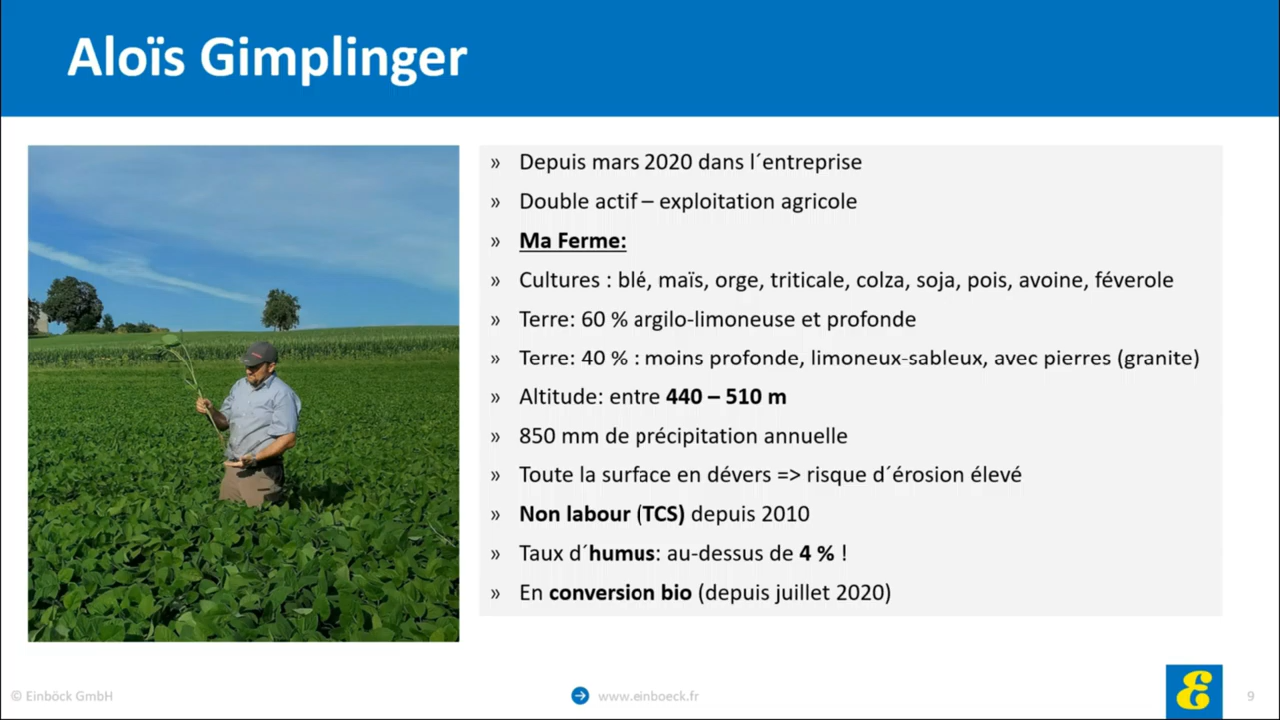 Aloïs Gimplinger
» Depuis mars 2020 dans l´entreprise
» Double actif – exploitation agricole
» Ma Ferme:
» Cultures : blé, maïs, orge, triticale, colza, soja, pois, avoine, féverole
» Terre: 60 % argilo-limoneuse et profonde
» Terre: 40 % : moins profonde, limoneux-sableux, avec pierres (granite)
» Altitude: entre 440 – 510 m
» 850 mm de précipitation annuelle
» Toute la surface en dévers => risque d´érosion élevé
» Non labour (TCS) depuis 2010
» Taux d´humus: au-dessus de 4 % !
» En conversion bio (depuis juillet 2020)
© Einböck GmbH
www.einboeck.fr
E
9